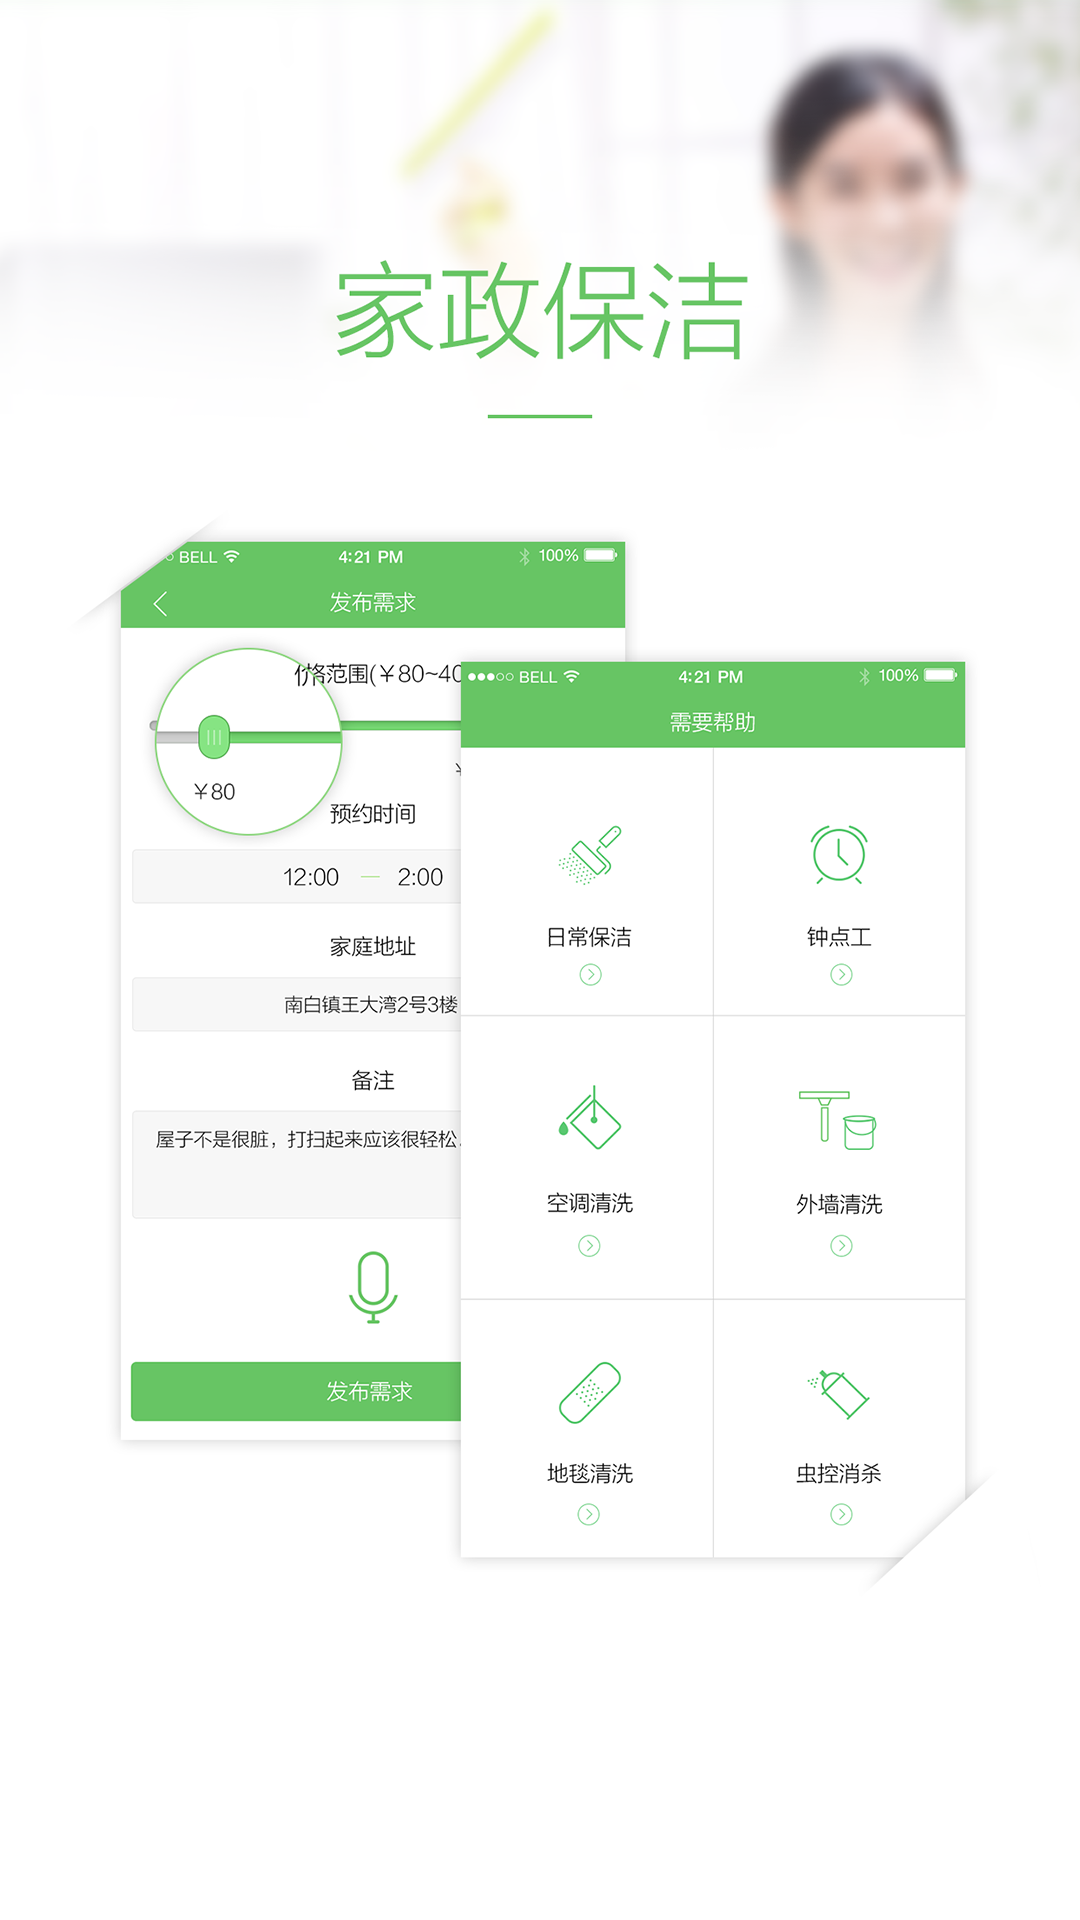 家政保洁
BELL 4:21 PM 100%
发布需求
价格范围(￥80~40
￥80
预约时间
12:00 — 2:00
家庭地址
南白镇王大湾2号3楼
备注
屋子不是很脏，打扫起来应该很轻松
发布需求
BELL 4:21 PM 100%
需要帮助
日常保洁
钟点工
空调清洗
外墙清洗
地毯清洗
虫控消杀